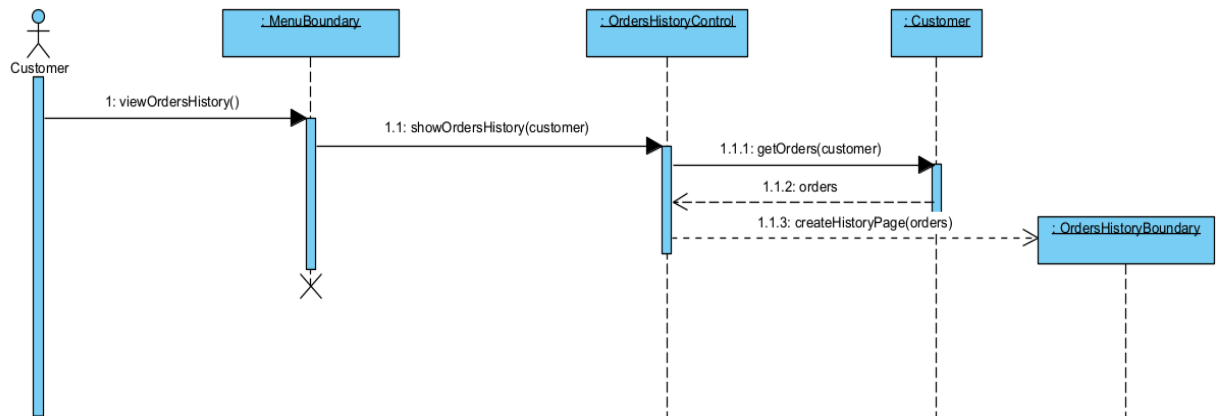 : MenuBoundary
: OrdersHistoryControl
: Customer
Customer
1: viewOrdersHistory()
1.1: showOrdersHistory(customer)
1.1.1: getOrders(customer)
1.1.2: orders
1.1.3: createHistoryPage(orders)
: OrdersHistoryBoundary